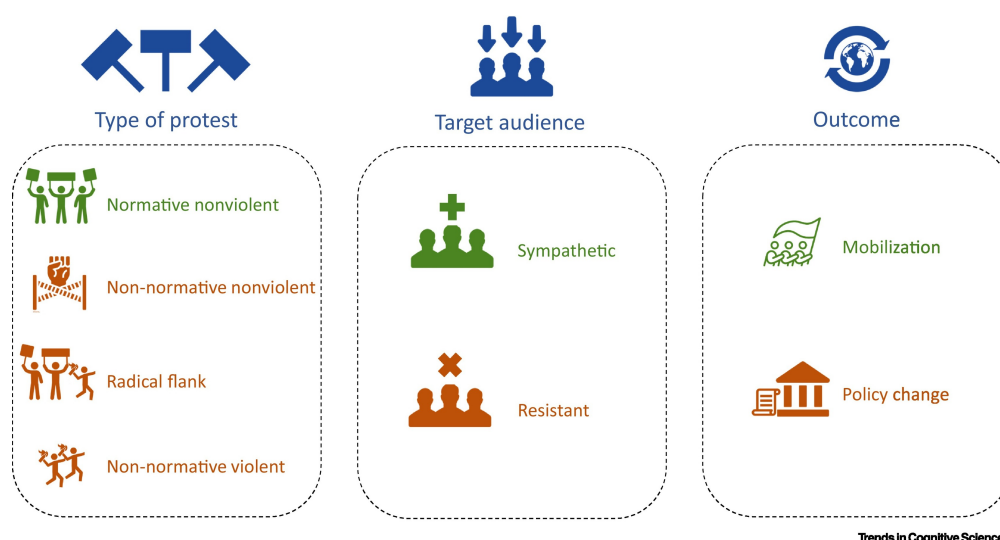 Type of protest
Target audience
Outcome
Normative nonviolent
Non-normative nonviolent
Radical flank
Non-normative violent
Sympathetic
Resistant
Mobilization
Policy change
Trends in Cognitive Science